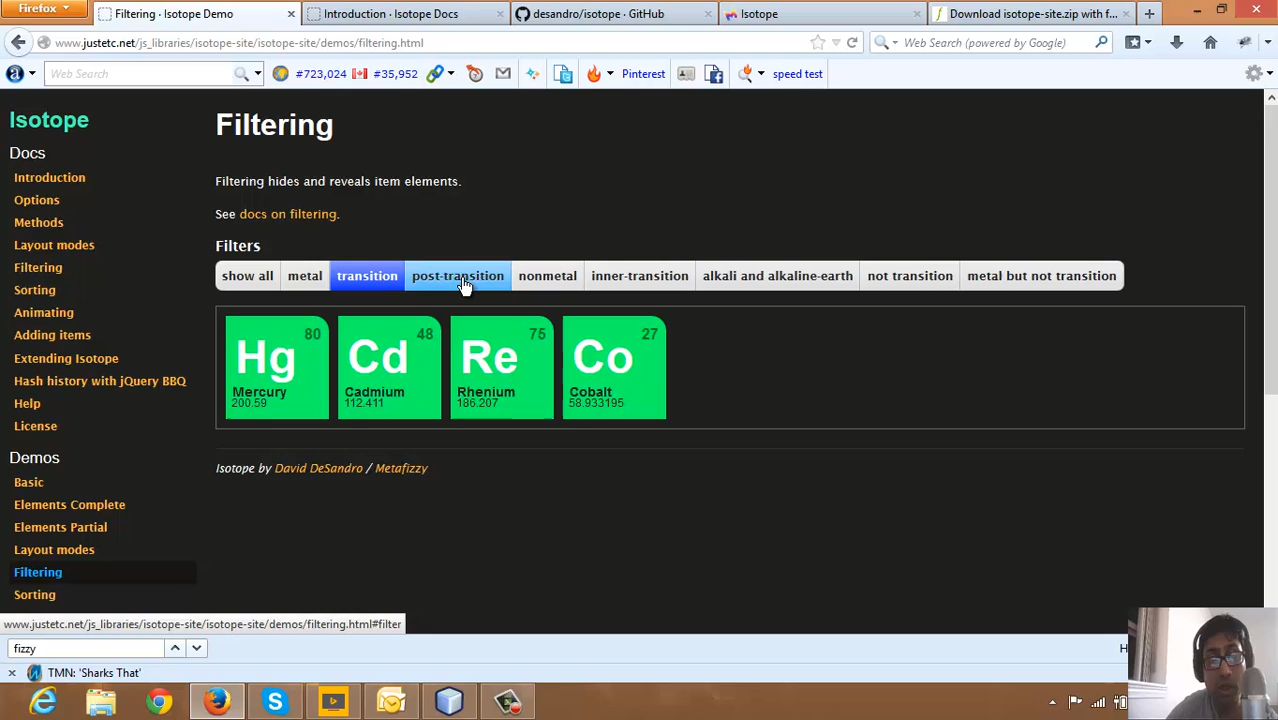 Firefox
Filtering · Isotope Demo
Introduction · Isotope Docs
desandro/isotope · GitHub
Isotope
Download isotope-site.zip with f...
www.justetc.net/js_libraries/isotope-site/isotope-site/demos/filtering.html
Web Search (powered by Google)
Web Search
#723,024
#35,952
Pinterest
speed test
Isotope
Docs
Introduction
Options
Methods
Layout modes
Filtering
Sorting
Animating
Adding items
Extending Isotope
Hash history with jQuery BBQ
Help
License
Demos
Basic
Elements Complete
Elements Partial
Layout modes
Filtering
Sorting
Filtering
Filtering hides and reveals item elements.
See docs on filtering.
Filters
show all metal transition post-transition nonmetal inner-transition alkali and alkaline-earth not transition metal but not transition
80
Hg
Mercury
200.59
48
Cd
Cadmium
112.411
75
Re
Rhenium
186.207
27
Co
Cobalt
58.933195
Isotope by David DeSandro / Metafizzy
www.justetc.net/js_libraries/isotope-site/isotope-site/demos/filtering.html#filter
fizzy
H
TMN: 'Sharks That'